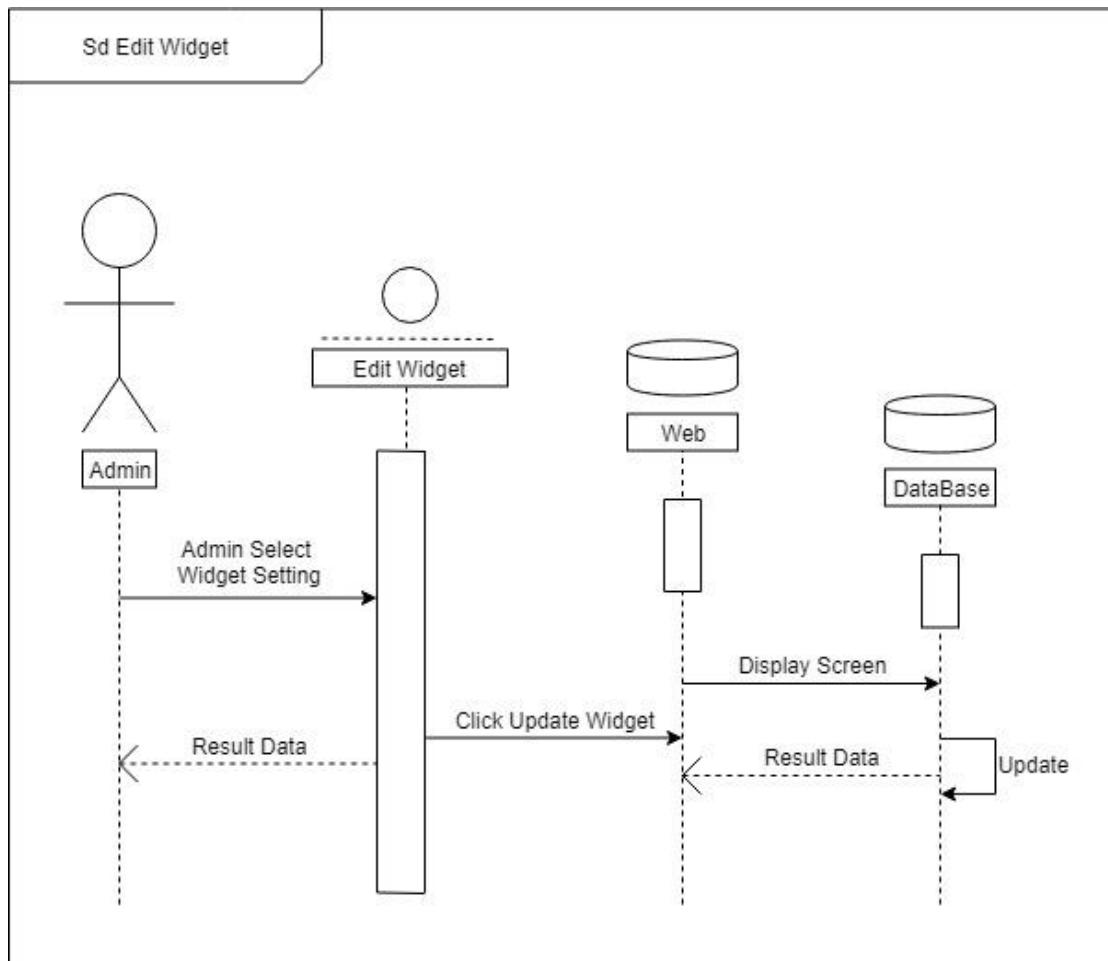 Sd Edit Widget
Edit Widget
Web
Admin
DataBase
Admin Select
Widget Setting
Display Screen
Click Update Widget
Result Data
Result Data
Update